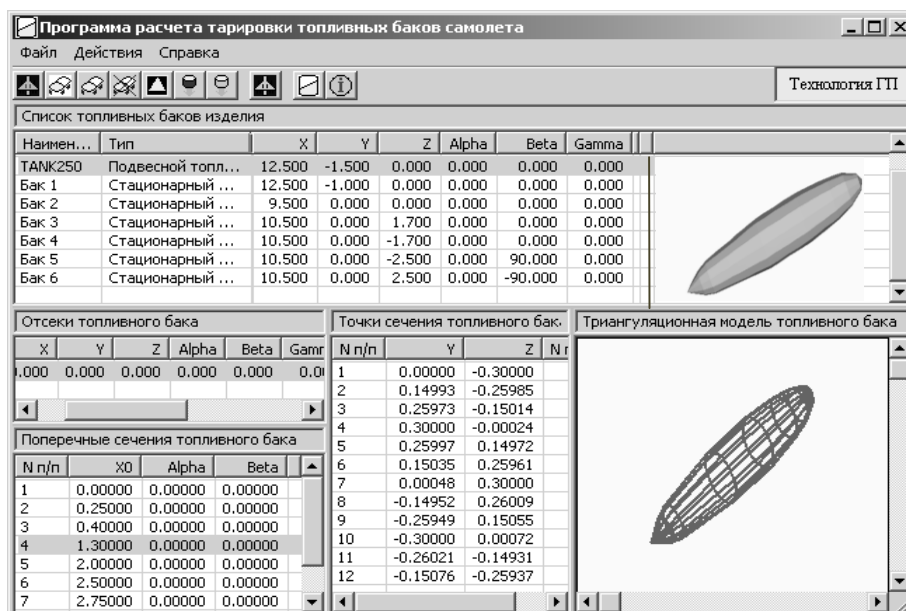 Программа расчета тарировки топливных баков самолета
Файл Действия Справка
Технология ГП
Список топливных баков изделия
Наимен... Тип X Y Z Alpha Beta Gamma
TANK250 Подвесной топл... 12.500 -1.500 0.000 0.000 0.000 0.000
Бак 1 Стационарный ... 12.500 -1.000 0.000 0.000 0.000 0.000
Бак 2 Стационарный ... 9.500 0.000 0.000 0.000 0.000 0.000
Бак 3 Стационарный ... 10.500 0.000 1.700 0.000 0.000 0.000
Бак 4 Стационарный ... 10.500 0.000 -1.700 0.000 0.000 0.000
Бак 5 Стационарный ... 10.500 0.000 -2.500 0.000 90.000 0.000
Бак 6 Стационарный ... 10.500 0.000 2.500 0.000 -90.000 0.000
Отсеки топливного бака
X Y Z Alpha Beta Gamm
.000 0.000 0.000 0.000 0.000 0.00
Поперечные сечения топливного бака
N п/п X0 Alpha Beta
1 0.00000 0.00000 0.00000
2 0.25000 0.00000 0.00000
3 0.40000 0.00000 0.00000
4 1.30000 0.00000 0.00000
5 2.00000 0.00000 0.00000
6 2.50000 0.00000 0.00000
7 2.75000 0.00000 0.00000
Точки сечения топливного бак.
N п/п Y Z N г
1 0.00000 -0.30000
2 0.14993 -0.25985
3 0.25973 -0.15014
4 0.30000 -0.00024
5 0.25997 0.14972
6 0.15035 0.25961
7 0.00048 0.30000
8 -0.14952 0.26009
9 -0.25949 0.15055
10 -0.30000 0.00072
11 -0.26021 -0.14931
12 -0.15076 -0.25937
Триангуляционная модель топливного бака